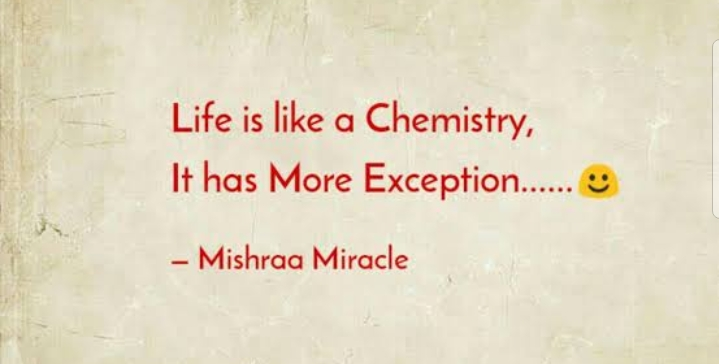 Life is like a Chemistry,
It has More Exception......🙂
– Mishraa Miracle